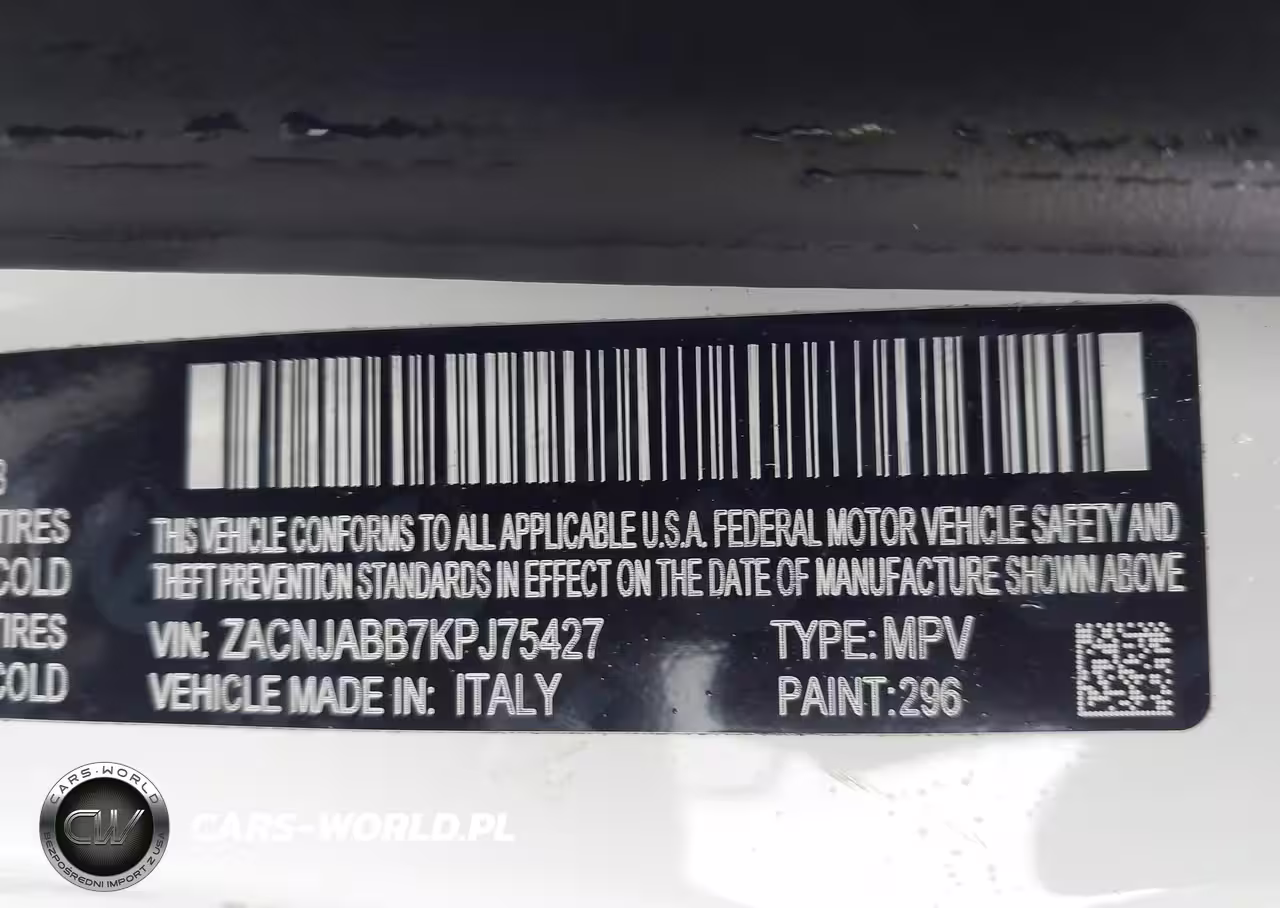 3
TIRES
COLD
TIRES
COLD
THIS VEHICLE CONFORMS TO ALL APPLICABLE U.S.A. FEDERAL MOTOR VEHICLE SAFETY AND
THEFT PREVENTION STANDARDS IN EFFECT ON THE DATE OF MANUFACTURE SHOWN ABOVE
VIN: ZACNJABB7KPJ75427
TYPE: MPV
VEHICLE MADE IN: ITALY
PAINT: 296
CARS-WORLD
CW
BEZPOŚREDNI IMPORT Z USA
CARS-WORLD.PL